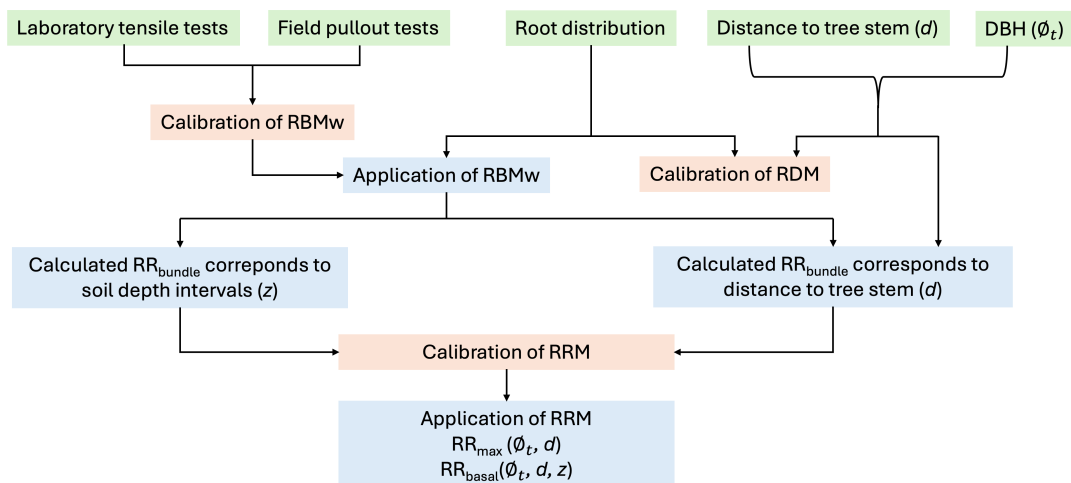 Laboratory tensile tests
Field pullout tests
Root distribution
Distance to tree stem (d)
DBH (∅t)
Calibration of RBMw
Application of RBMw
Calibration of RDM
Calculated RRbundle correponds to
soil depth intervals (z)
Calculated RRbundle corresponds to
distance to tree stem (d)
Calibration of RRM
Application of RRM
RRmax (∅t, d)
RRbasal(∅t, d, z)